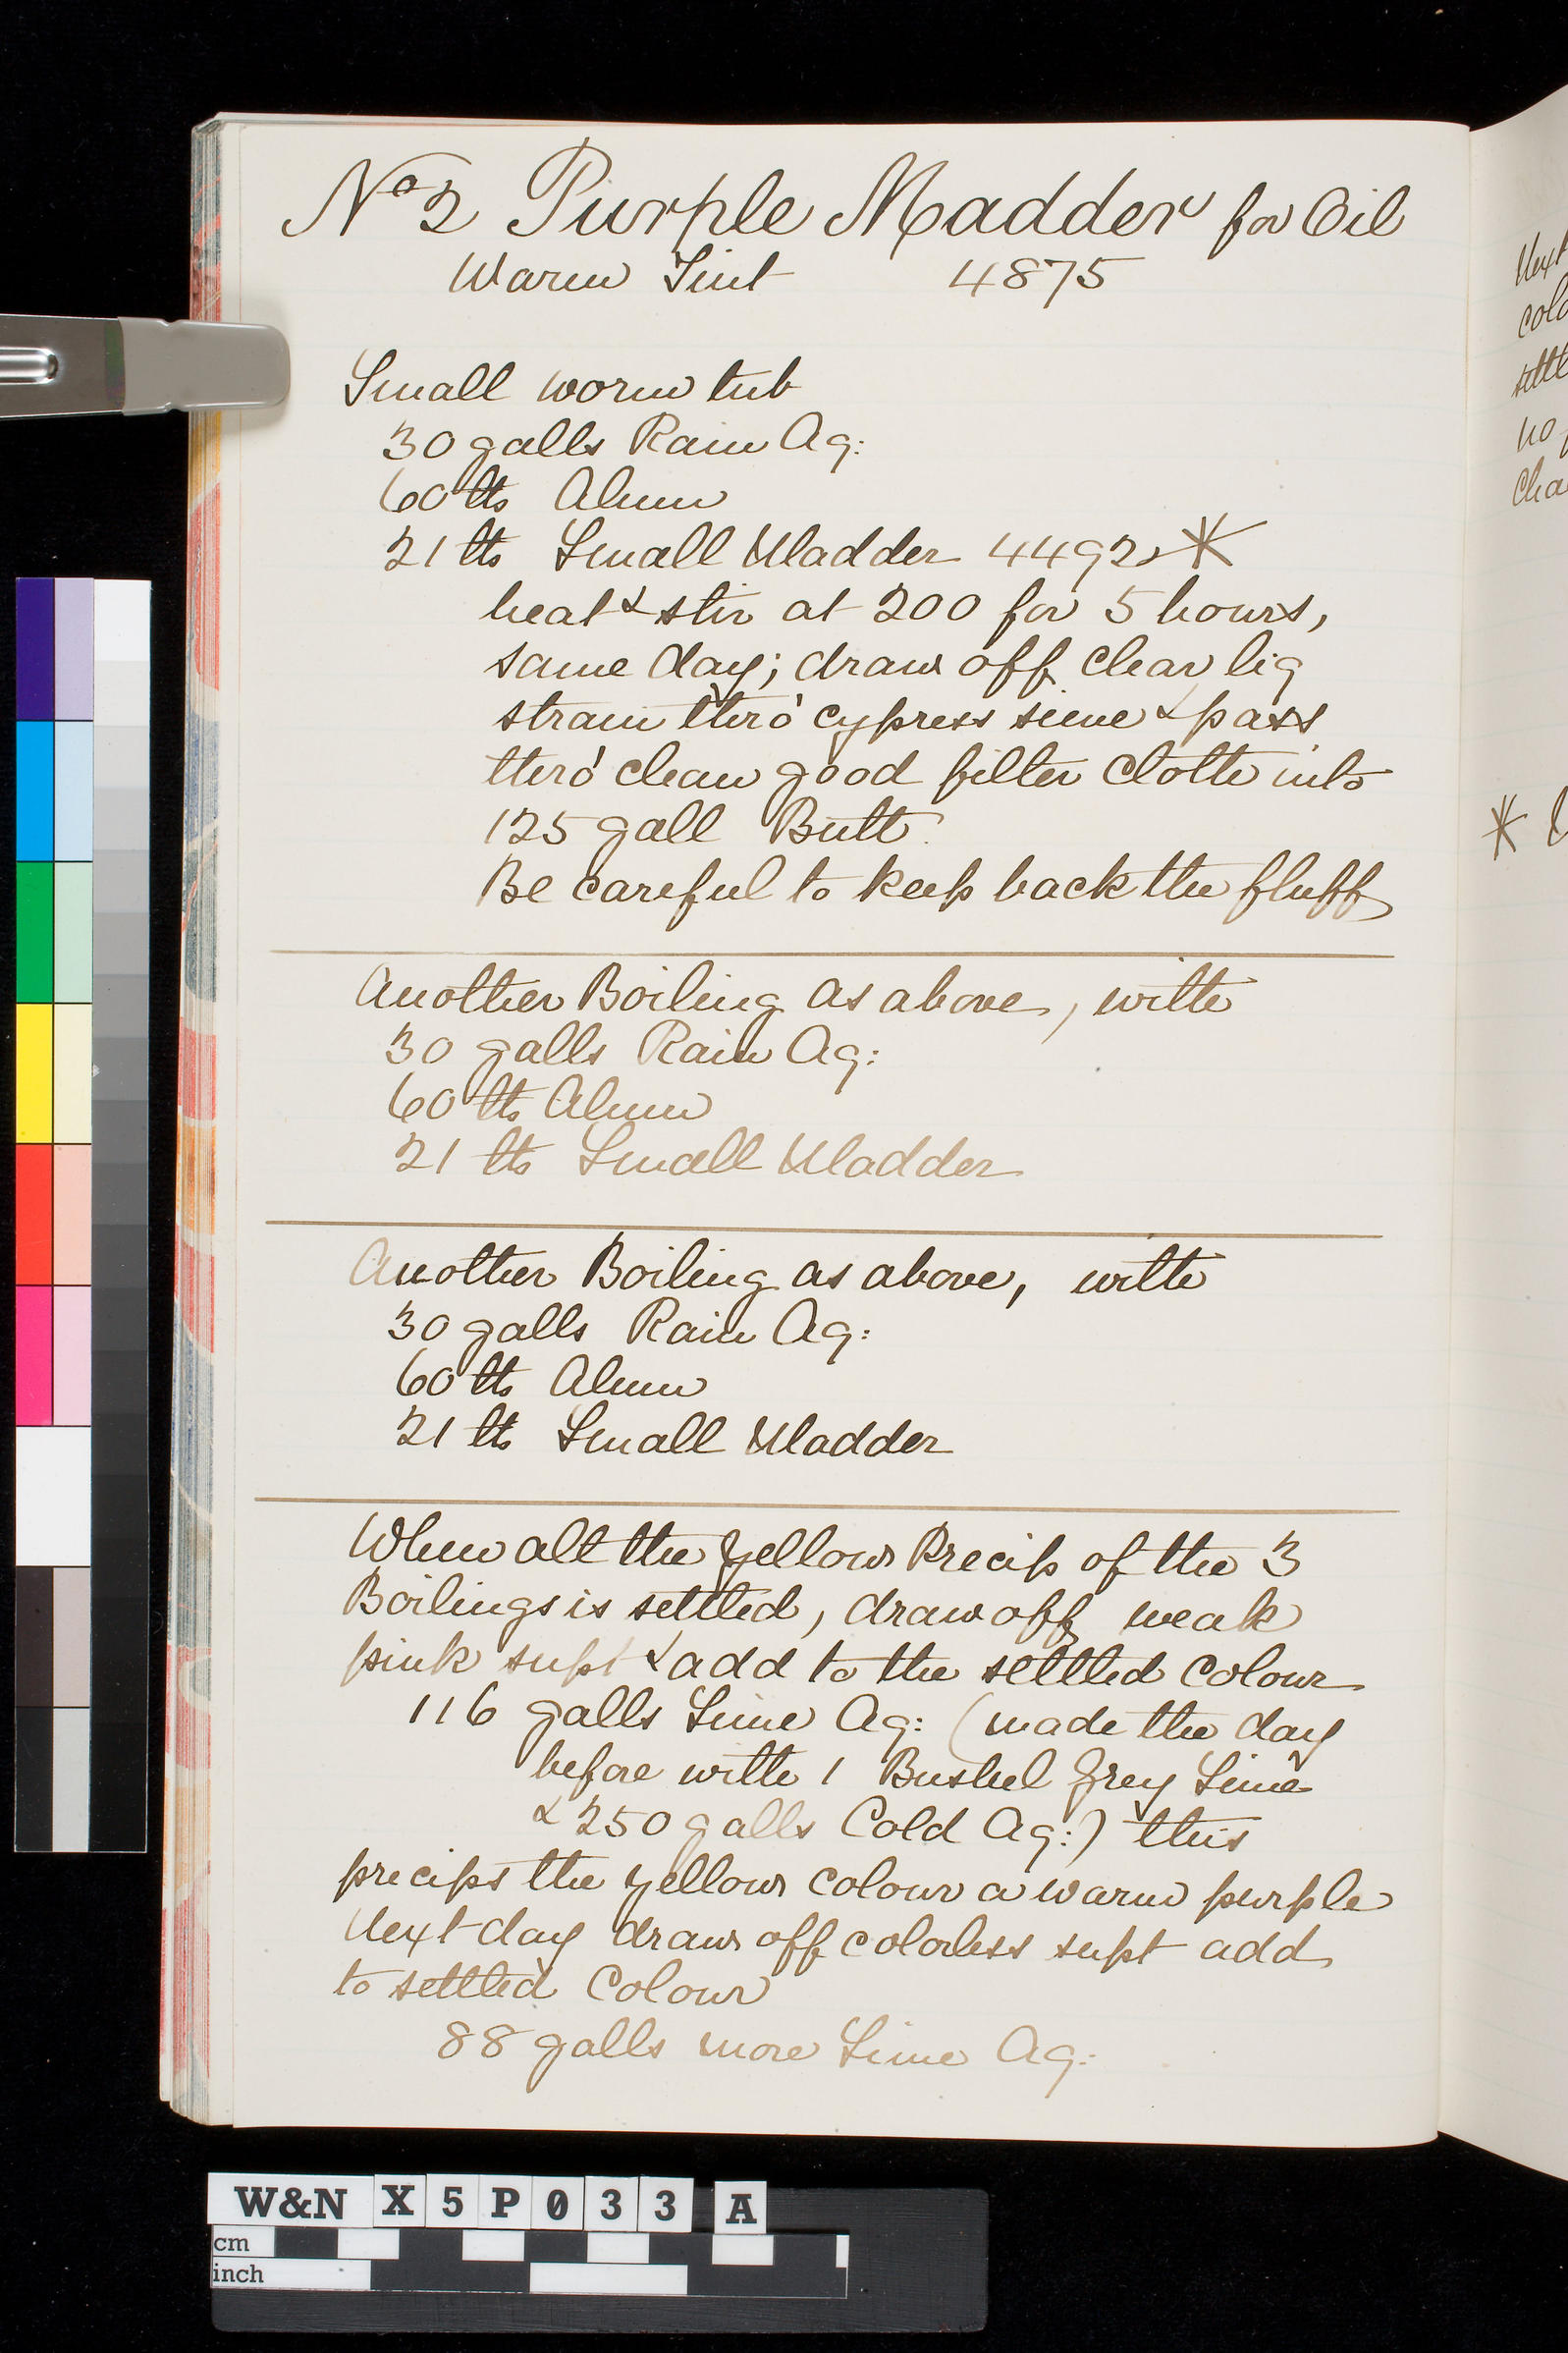 No 2 Purple Madder for Oil
Warm Tint 4875
Small worm tub
30 galls Rain Aq:
60 lbs Alum
21 lbs Small Madder 4492 *
heat & stir at 200 for 5 hours,
same day; draw off clear liq
strain thro' cypress sieve & pass
thro' clean good filter cloth into
125 gall Butt.
Be careful to keep back the fluff
Another Boiling as above, with
30 galls Rain Aq:
60 lbs Alum
21 lbs Small Madder
Another Boiling as above, with
30 galls Rain Aq:
60 lbs Alum
21 lbs Small Madder
When all the yellow Precip of the 3
Boilings is settled, draw off weak
pink supt & add to the settled colour
116 galls Lime Aq: (made the day
before with 1 Bushel Grey Lime
& 250 galls Cold Aq:) this
precips the yellow colour a warm purple
Next day draw off colorless supt add
to settled Colour
88 galls more Lime Aq:
Next
settl
no
Cha
*
W&N X5P033 A
cm
inch